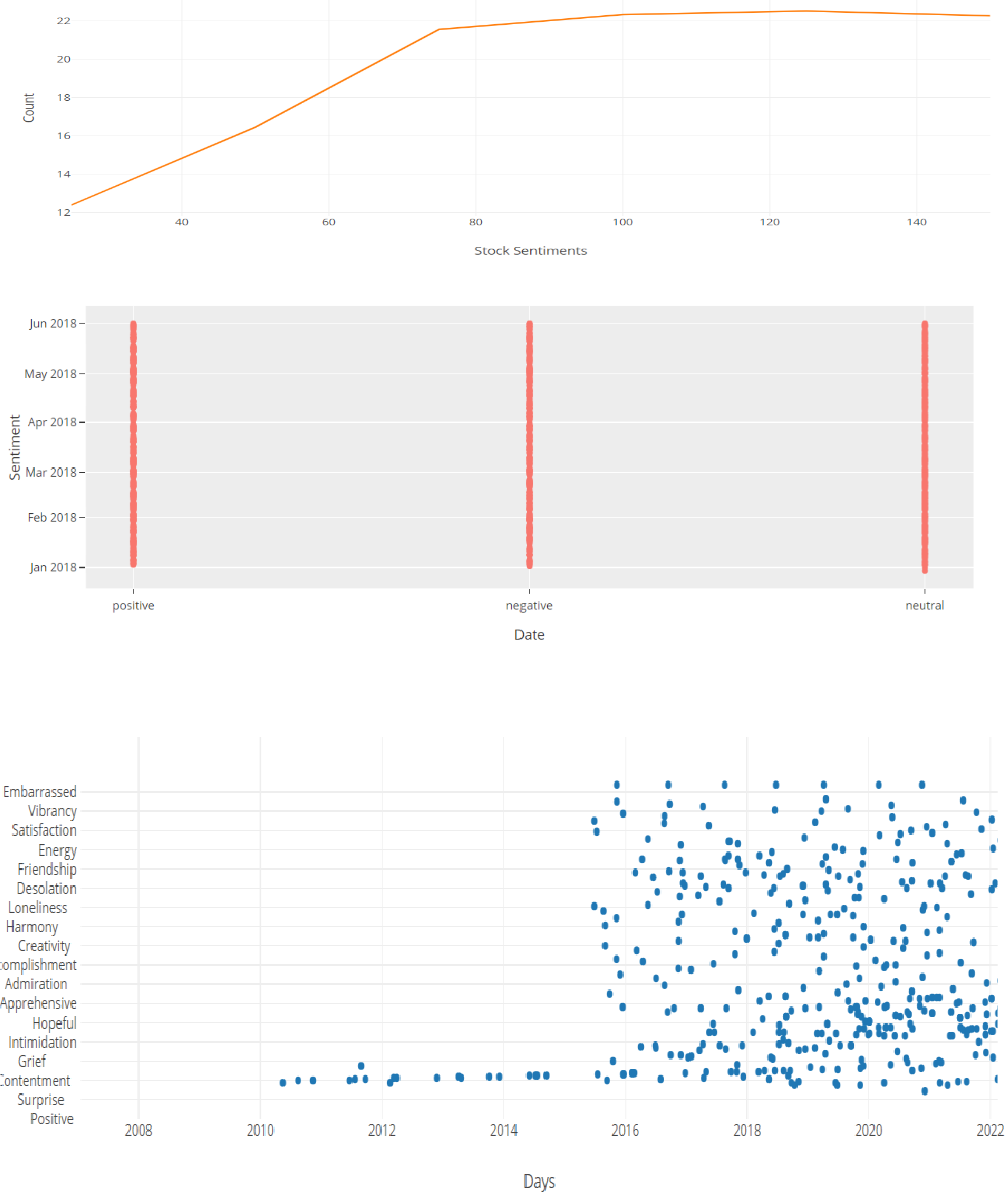 22
20
18
Count
16
14
12
40 60 80 100 120 140
Stock Sentiments
Jun 2018
May 2018
Apr 2018
Sentiment
Mar 2018
Feb 2018
Jan 2018
positive negative neutral
Date
Embarrassed
Vibrancy
Satisfaction
Energy
Friendship
Desolation
Loneliness
Harmony
Creativity
omplishment
Admiration
Apprehensive
Hopeful
Intimidation
Grief
Contentment
Surprise
Positive
2008 2010 2012 2014 2016 2018 2020 2022
Days